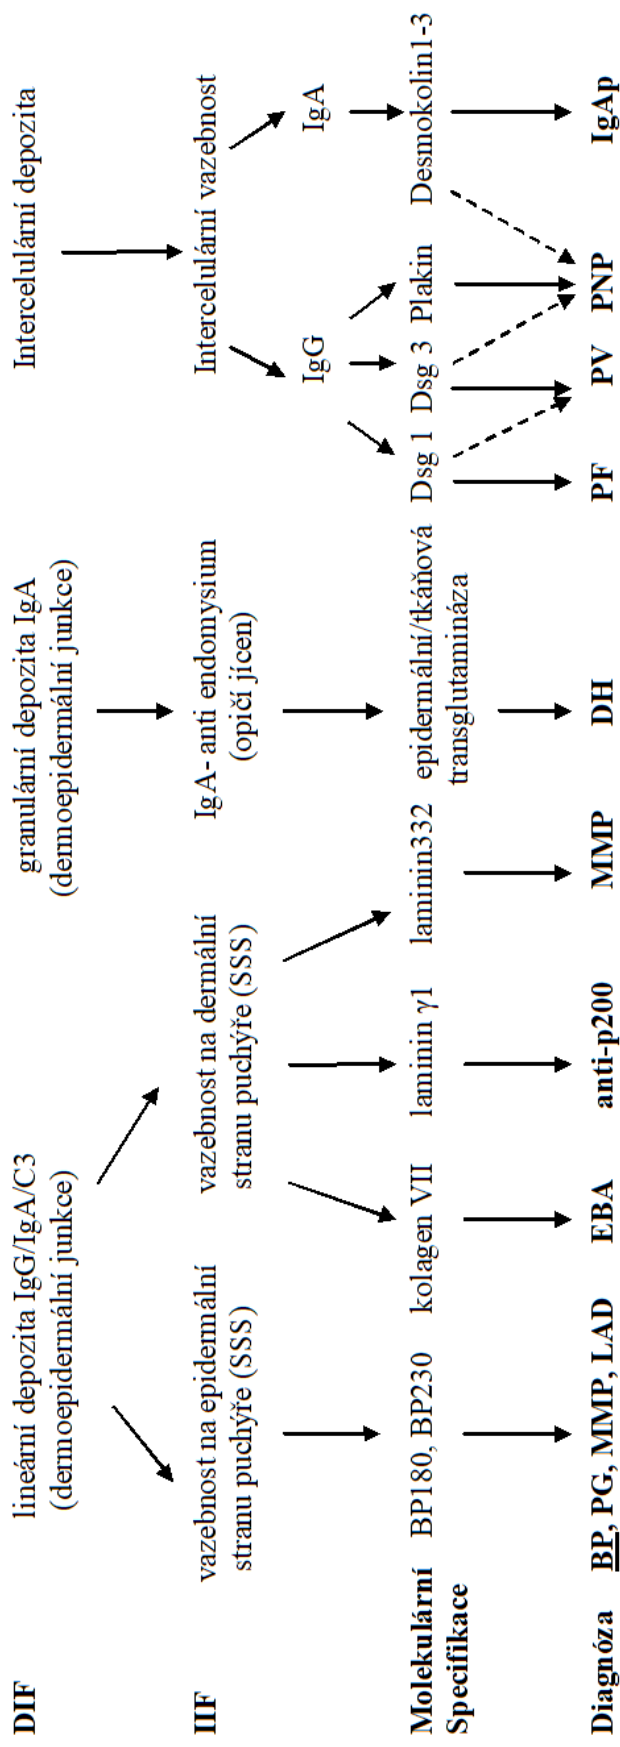 DIF
lineární depozita IgG/IgA/C3
(dermoepidermální junkce)
granulární depozita IgA
(dermoepidermální junkce)
Intercelulární depozita
IIF
vazebnost na epidermální
stranu puchýře (SSS)
vazebnost na dermální
stranu puchýře (SSS)
IgA- anti endomysium
(opičí jícen)
Intercelulární vazebnost
IgG
IgA
Molekulární
Specifikace
BP180, BP230
kolagen VII
laminin γ1
laminin332
epidermální/tkáňová
transglutamináza
Dsg 1
Dsg 3
Plakin
Desmokolin1-3
Diagnóza
BP, PG, MMP, LAD
EBA
anti-p200
MMP
DH
PF
PV
PNP
IgAp